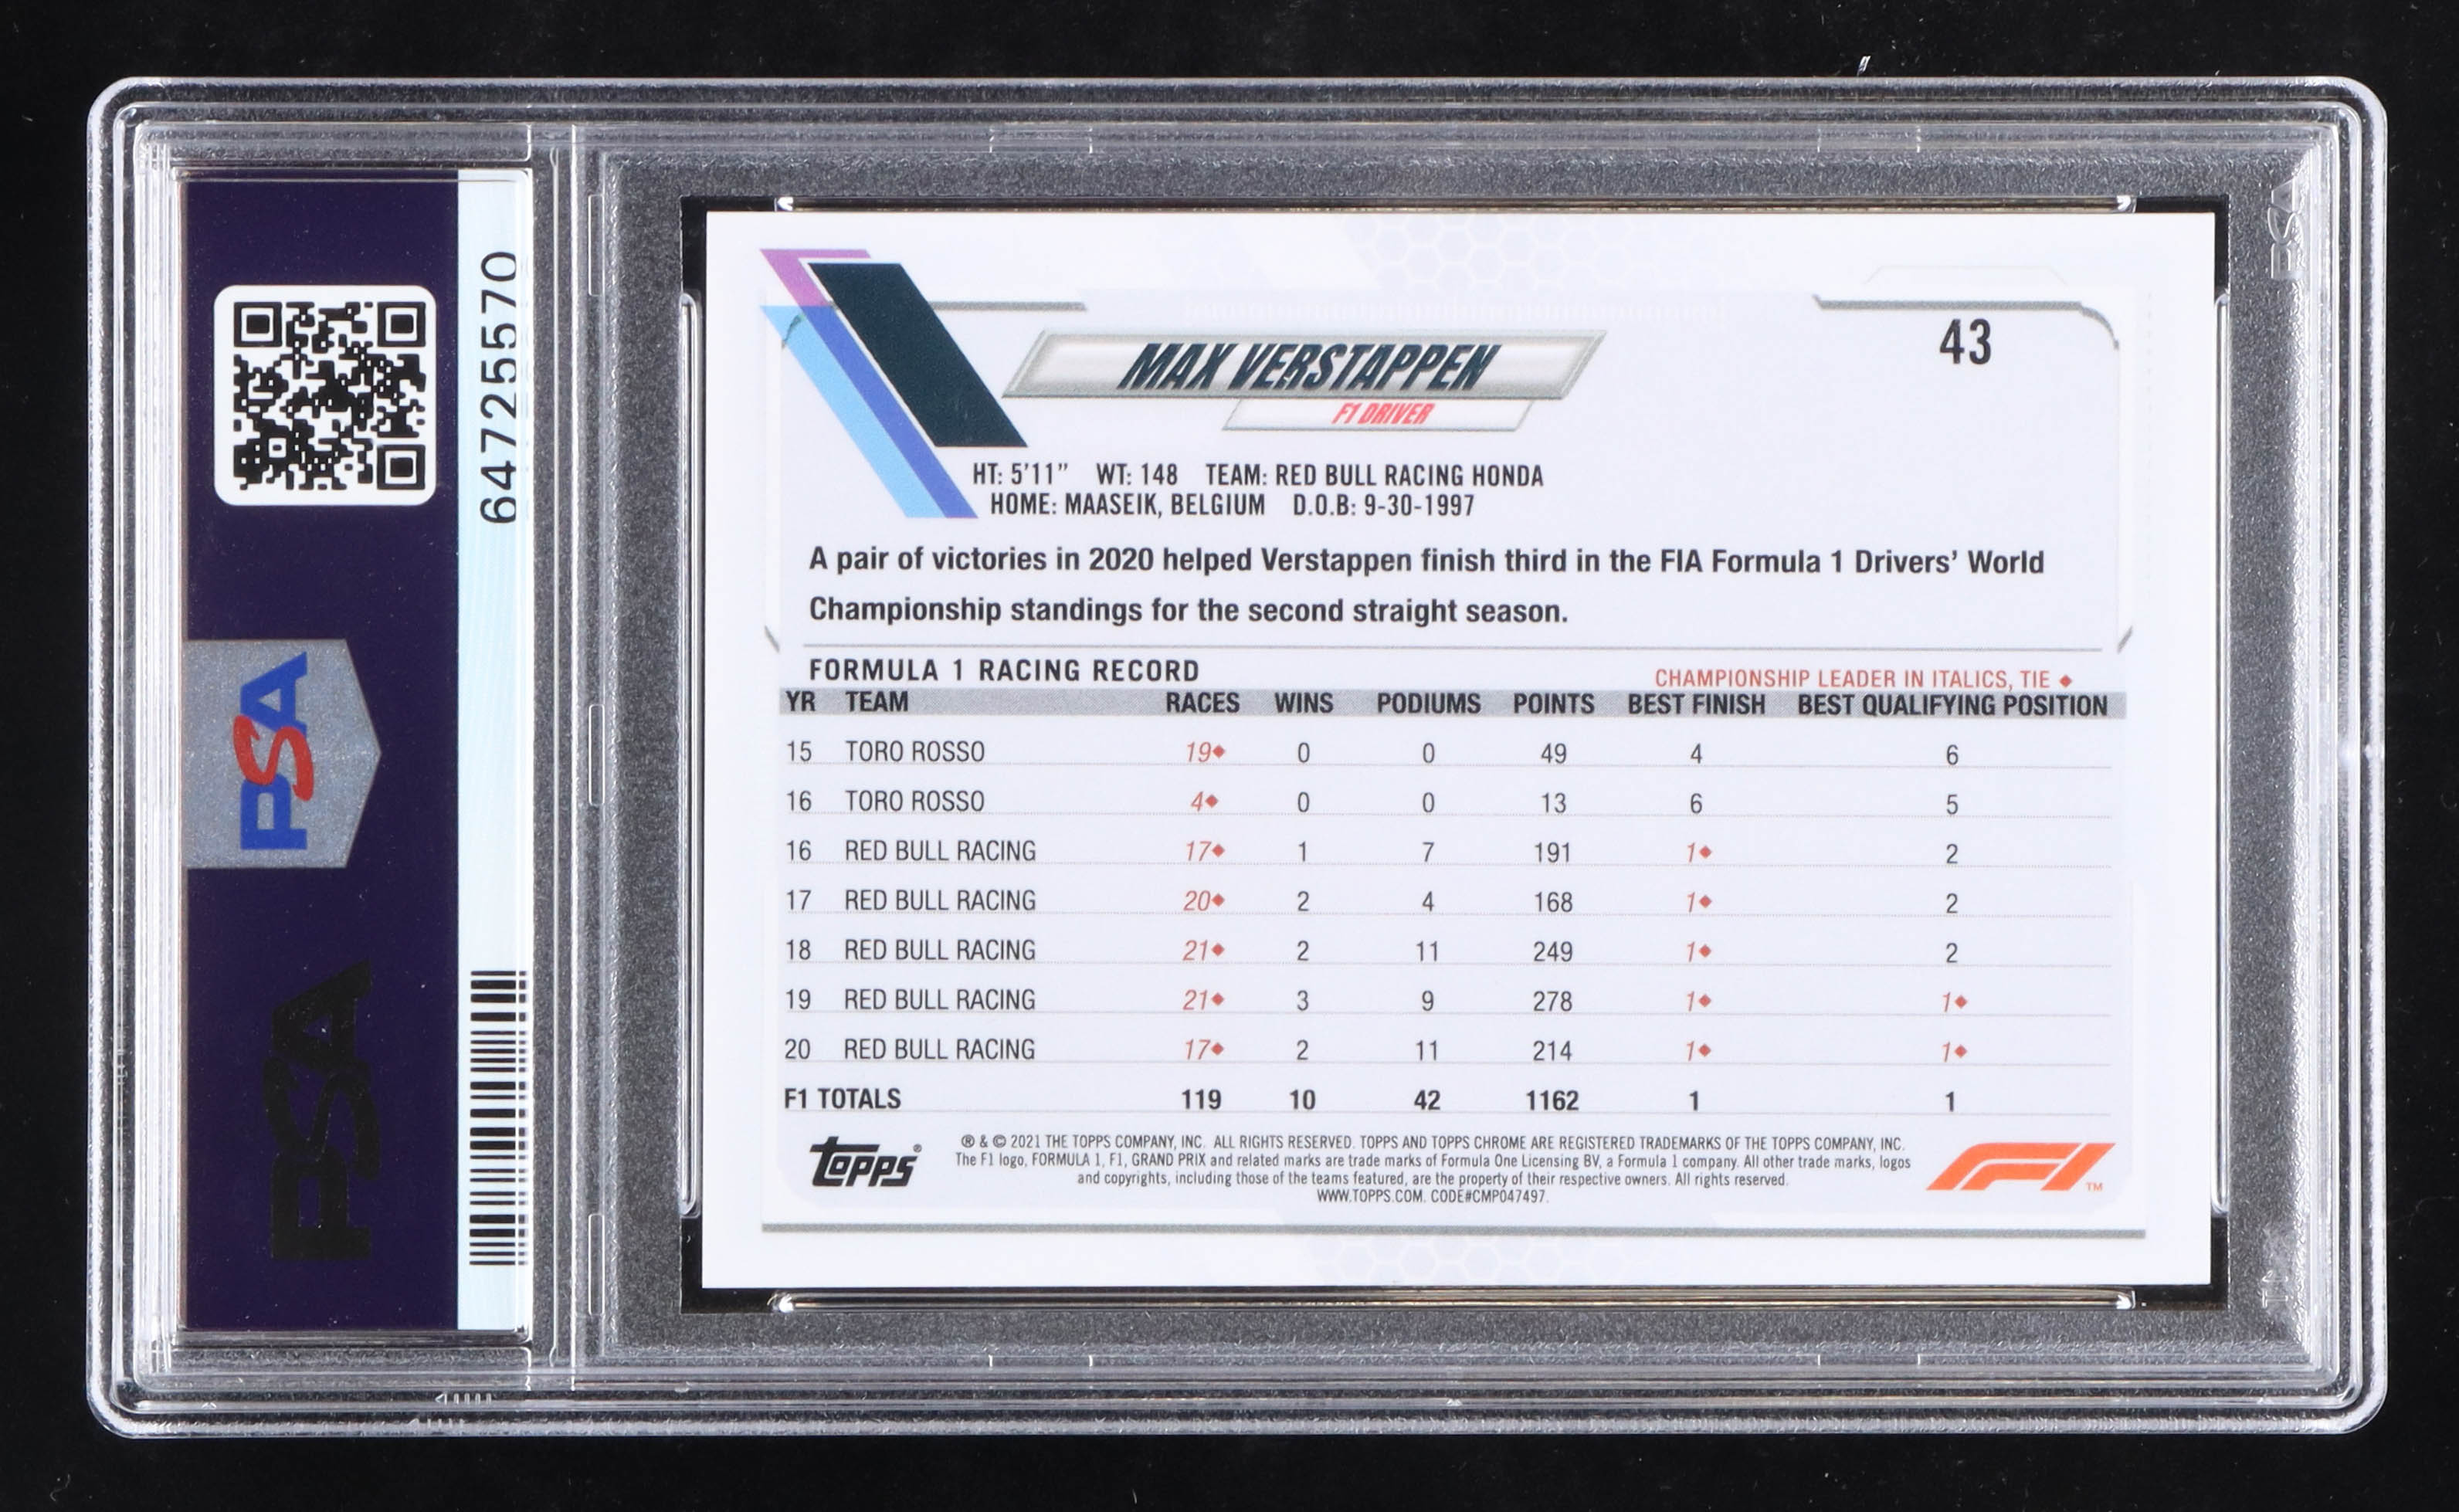 64725570
PSA
PSA
PSA
MAX VERSTAPPEN
43
F1 DRIVER
HT: 5'11" WT: 148 TEAM: RED BULL RACING HONDA
HOME: MAASEIK, BELGIUM D.O.B: 9-30-1997
A pair of victories in 2020 helped Verstappen finish third in the FIA Formula 1 Drivers' World
Championship standings for the second straight season.
FORMULA 1 RACING RECORD
CHAMPIONSHIP LEADER IN ITALICS, TIE ♦
YR TEAM RACES WINS PODIUMS POINTS BEST FINISH BEST QUALIFYING POSITION
15 TORO ROSSO 19♦ 0 0 49 4 6
16 TORO ROSSO 4♦ 0 0 13 6 5
16 RED BULL RACING 17♦ 1 7 191 1♦ 2
17 RED BULL RACING 20♦ 2 4 168 1♦ 2
18 RED BULL RACING 21♦ 2 11 249 1♦ 2
19 RED BULL RACING 21♦ 3 9 278 1♦ 1♦
20 RED BULL RACING 17♦ 2 11 214 1♦ 1♦
F1 TOTALS 119 10 42 1162 1 1
Topps®
® & © 2021 THE TOPPS COMPANY, INC. ALL RIGHTS RESERVED. TOPPS AND TOPPS CHROME ARE REGISTERED TRADEMARKS OF THE TOPPS COMPANY, INC.
The F1 logo, FORMULA 1, F1, GRAND PRIX and related marks are trade marks of Formula One Licensing BV, a Formula 1 company. All other trade marks, logos
and copyrights, including those of the teams featured, are the property of their respective owners. All rights reserved.
WWW.TOPPS.COM. CODE#CMP047497.
F1 TM